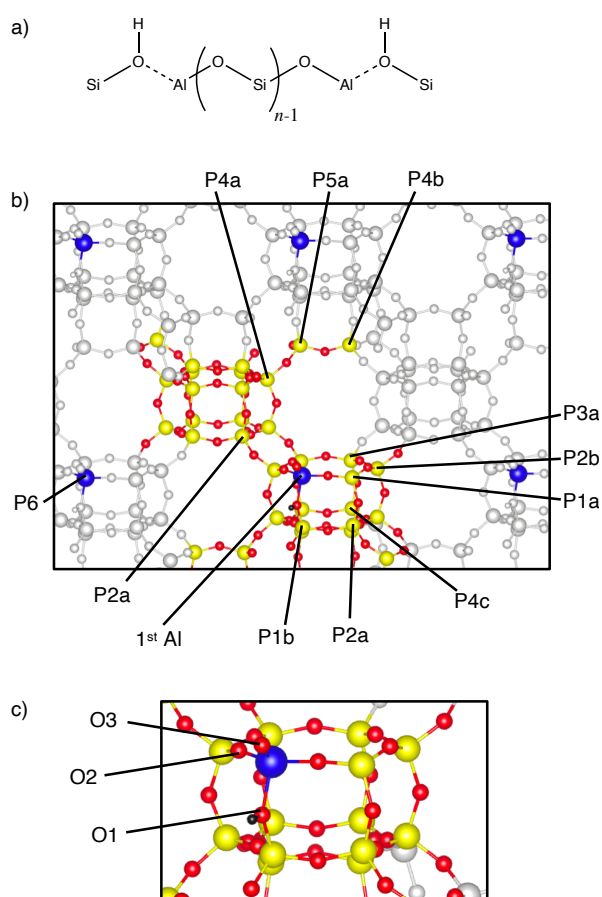 a)
H H
O O O O
Si Al Si Al Si
n-1
b)
P4a P5a P4b
P3a
P2b
P6 P1a
P2a P4c
1st Al P1b P2a
c)
O3
O2
O1